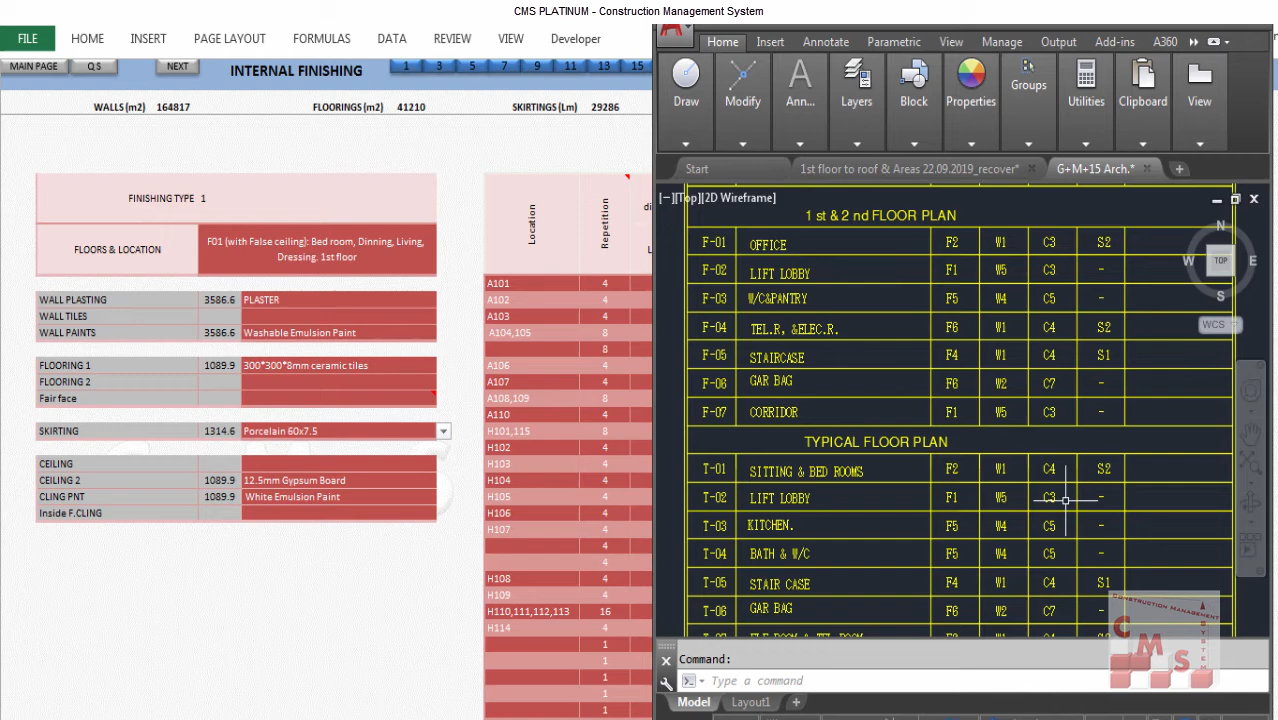 CMS PLATINUM - Construction Management System
FILE HOME INSERT PAGE LAYOUT FORMULAS DATA REVIEW VIEW Developer
MAIN PAGE Q S NEXT INTERNAL FINISHING 1 3 5 7 9 11 13 15
WALLS (m2) 164817 FLOORINGS (m2) 41210 SKIRTINGS (Lm) 29286
FINISHING TYPE 1
FLOORS & LOCATION
F01 (with False ceiling): Bed room, Dinning, Living,
Dressing. 1st floor
WALL PLASTING 3586.6 PLASTER
WALL TILES
WALL PAINTS 3586.6 Washable Emulsion Paint
FLOORING 1 1089.9 300*300*8mm ceramic tiles
FLOORING 2
Fair face
SKIRTING 1314.6 Porcelain 60x7.5
CEILING
CEILING 2 1089.9 12.5mm Gypsum Board
CLING PNT 1089.9 White Emulsion Paint
Inside F.CLING
Location Repetition di
L
A101 4
A102 4
A103 4
A104,105 4
8
A106 4
A107 4
A108,109 8
A110 4
H101,115 8
H102 4
H103 4
H104 4
H105 4
H106 4
H107 4
4
4
H108 4
H109 4
H110,111,112,113 16
H114 4
1
1
1
1
1
Home Insert Annotate Parametric View Manage Output Add-ins A360
Draw Modify Ann... Layers Block Properties Groups Utilities Clipboard View
Start 1st floor to roof & Areas 22.09.2019_recover* G+M+15 Arch.*
[−][Top][2D Wireframe]
1 st & 2 nd FLOOR PLAN
F-01 OFFICE F2 W1 C3 S2
F-02 LIFT LOBBY F1 W5 C3 -
F-03 W/C&PANTRY F5 W4 C5 -
F-04 TEL.R, &ELEC.R. F6 W1 C4 S2
F-05 STAIRCASE F4 W1 C4 S1
F-06 GAR BAG F6 W2 C7 -
F-07 CORRIDOR F1 W5 C3 -
TYPICAL FLOOR PLAN
T-01 SITTING & BED ROOMS F2 W1 C4 S2
T-02 LIFT LOBBY F1 W5 C3 -
T-03 KITCHEN. F5 W4 C5 -
T-04 BATH & W/C F5 W4 C5 -
T-05 STAIR CASE F4 W1 C4 S1
T-06 GAR BAG F6 W2 C7 -
N
W TOP E
S
WCS
CONSTRUCTION MANAGEMENT SYSTEM
C M S
Command:
Type a command
Model Layout1 +